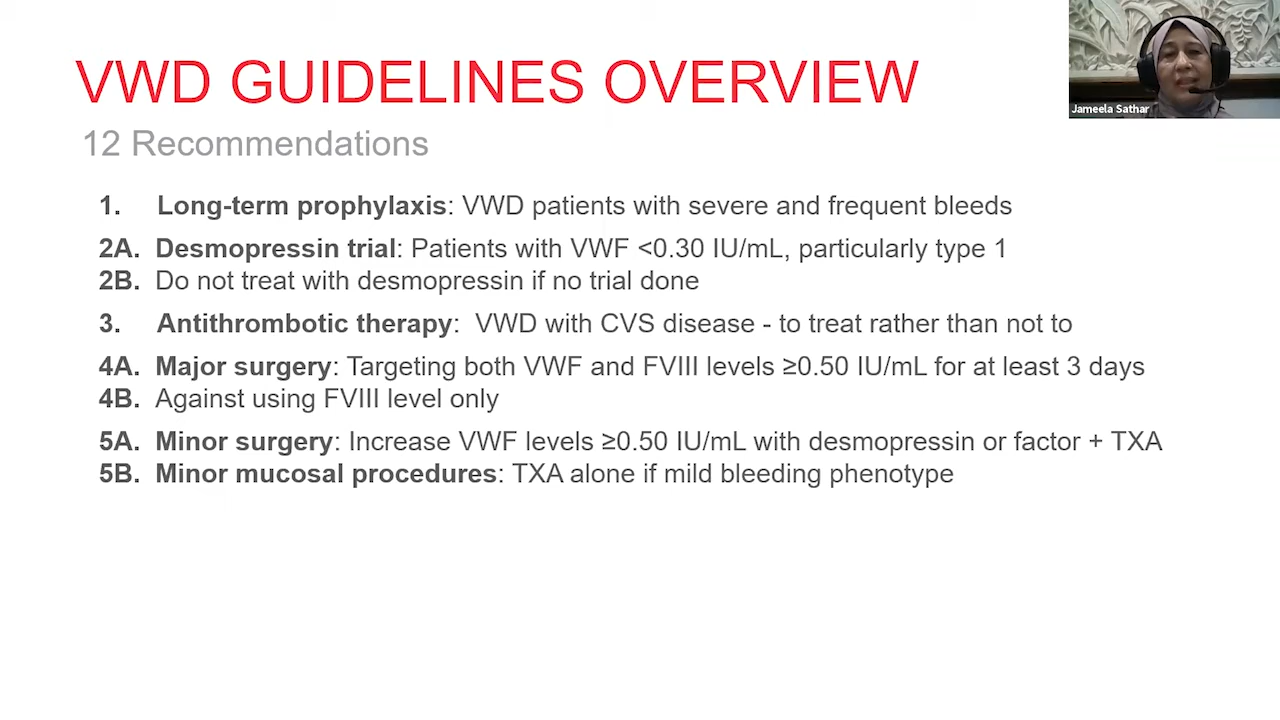 VWD GUIDELINES OVERVIEW
12 Recommendations
Jameela Sathar
1. Long-term prophylaxis: VWD patients with severe and frequent bleeds
2A. Desmopressin trial: Patients with VWF <0.30 IU/mL, particularly type 1
2B. Do not treat with desmopressin if no trial done
3. Antithrombotic therapy: VWD with CVS disease - to treat rather than not to
4A. Major surgery: Targeting both VWF and FVIII levels ≥0.50 IU/mL for at least 3 days
4B. Against using FVIII level only
5A. Minor surgery: Increase VWF levels ≥0.50 IU/mL with desmopressin or factor + TXA
5B. Minor mucosal procedures: TXA alone if mild bleeding phenotype